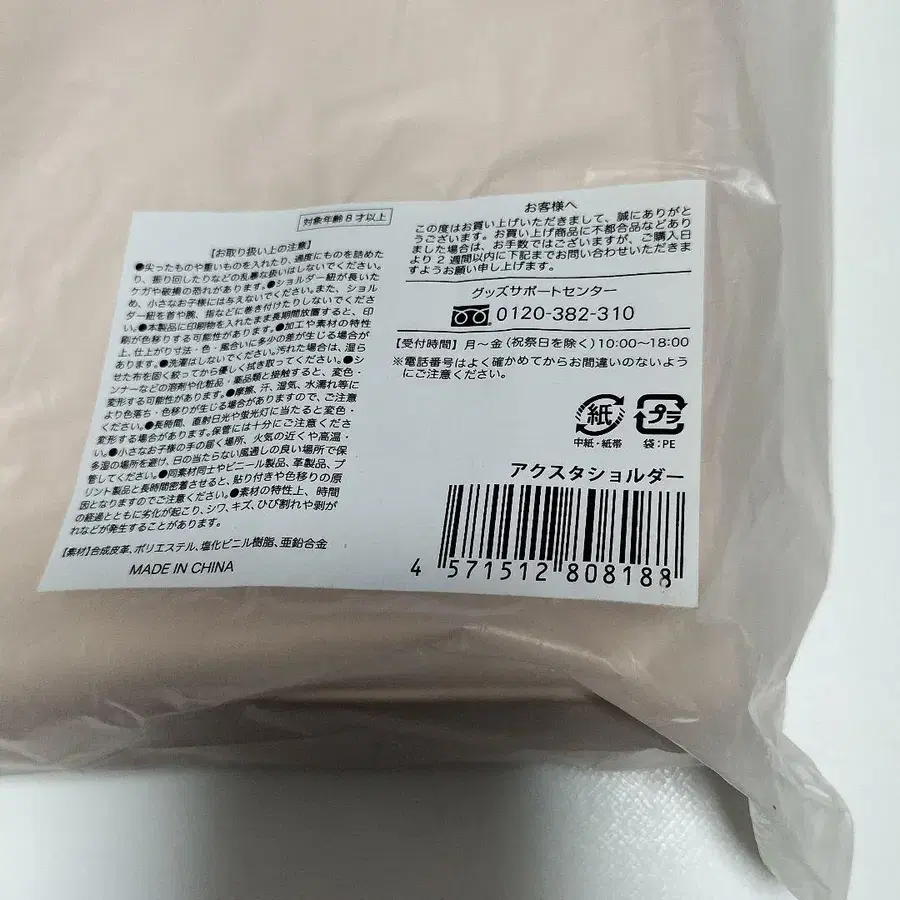 対象年齢8才以上
【お取り扱い上の注意】
●尖ったものや重いものを入れたり、過度にものを詰めた
り、振り回したりなどの乱暴な扱いはしないでください。
ケガや破損の恐れがあります。●ショルダー紐が長いた
め、小さなお子様には与えないでください。また、ショル
ダー紐を首や腕、指などに巻き付けたりしないでくださ
い。●本製品に印刷物を入れたまま長期間放置すると、印
刷が色移りする可能性があります。●加工や素材の特性
上、仕上がり寸法・色・風合いに多少の差が生じる場合が
あります。●洗濯はしないでください。汚れた場合は、湿ら
せた布を固く絞ってから優しく拭き取ってください。●シ
ンナーなどの溶剤や化粧品・薬品類と接触すると、変色・
変形する可能性があります。●摩擦、汗、湿気、水濡れ等に
より色落ち・色移りが生じる場合がありますので、ご注意
ください。●長時間、直射日光や蛍光灯に当たると変色・
変形する場合があります。保管には十分にご注意くださ
い。●小さなお子様の手の届く場所、火気の近くや高温・
多湿の場所を避け、日の当たらない風通しの良い場所で保
管してください。●同素材同士やビニール製品、革製品、プ
リント製品と長時間密着させると、貼り付きや色移りの原
因となりますのでご注意ください。●素材の特性上、時間
の経過とともに劣化が起こり、シワ、キズ、ひび割れや剥が
れなどが発生することがあります。
【素材】合成皮革、ポリエステル、塩化ビニル樹脂、亜鉛合金
MADE IN CHINA
お客様へ
この度はお買い上げいただきまして、誠にありがと
うございます。お買い上げ商品に不都合品などあり
ました場合は、お手数ではございますが、ご購入日
より2週間以内に下記までお問い合わせいただきま
すようお願い申し上げます。
グッズサポートセンター
0120-382-310
【受付時間】月～金(祝祭日を除く)10:00～18:00
※電話番号はよく確かめてからお間違いのないよう
にご注意ください。
紙
中紙・紙帯
プラ
袋:PE
アクスタショルダー
4 571512 808188